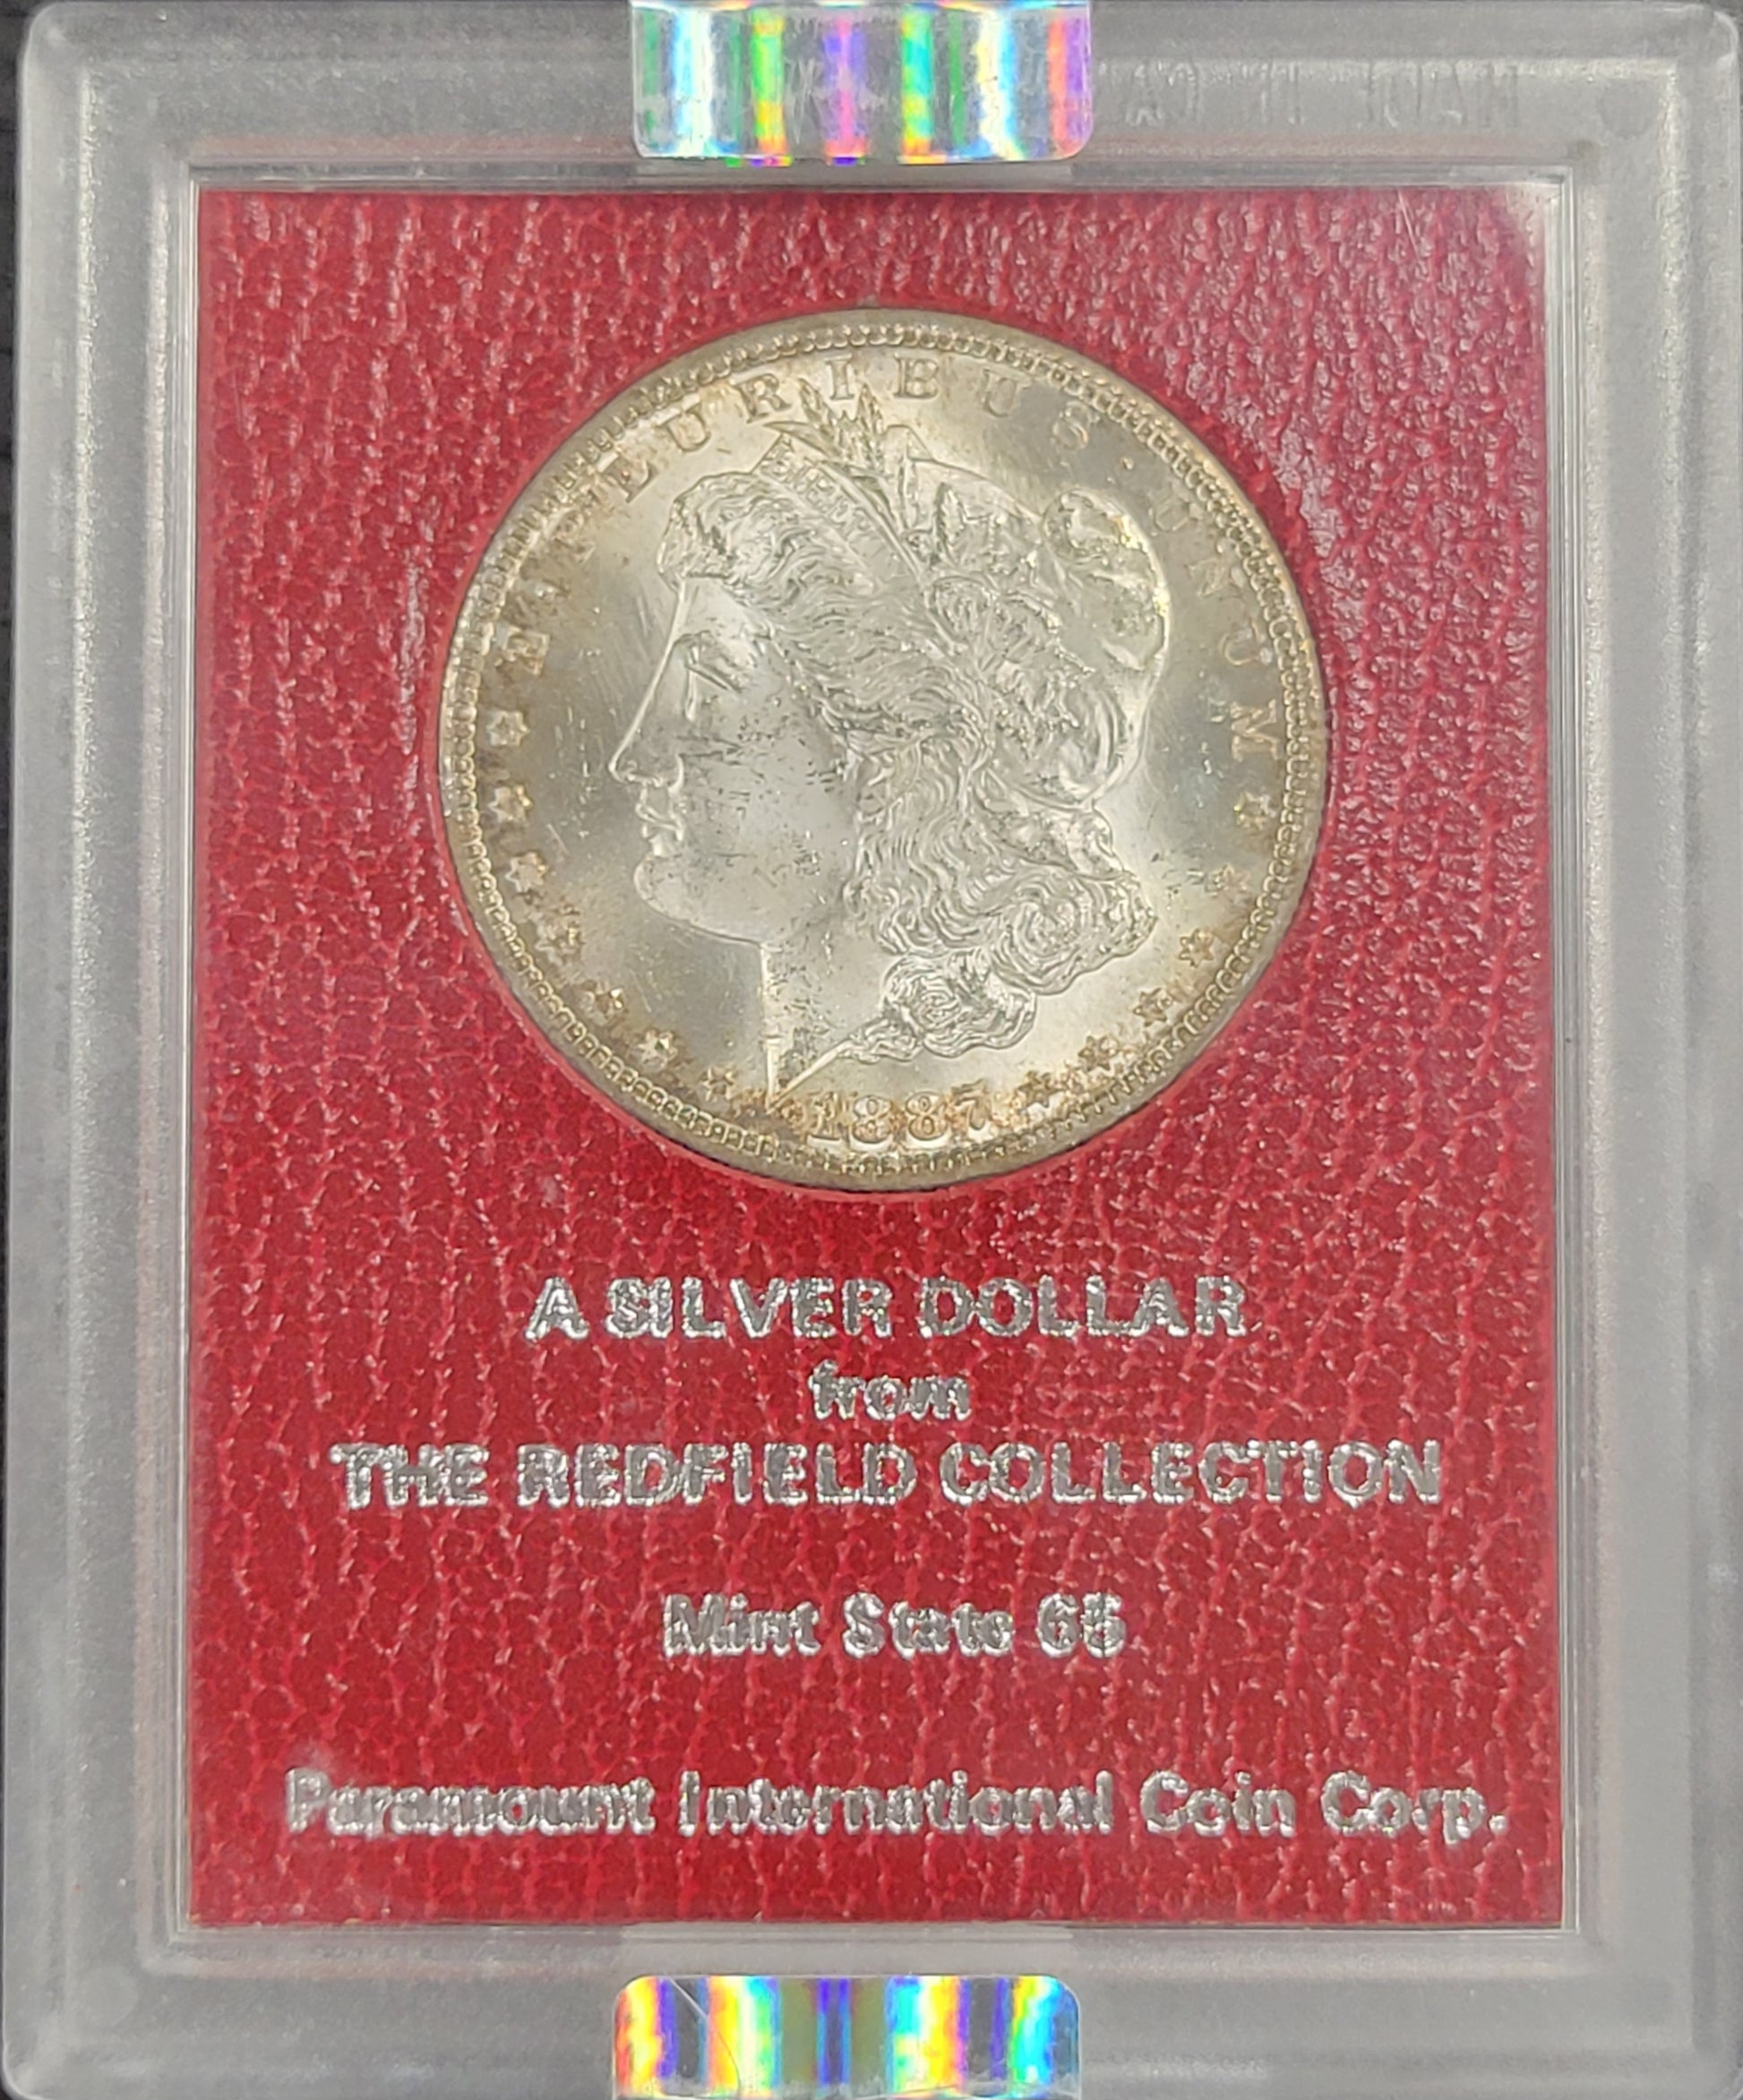 E·PLURIBUS·UNUM
LIBERTY
1887
A SILVER DOLLAR
from
THE REDFIELD COLLECTION
Mint State 65
Paramount International Coin Corp.